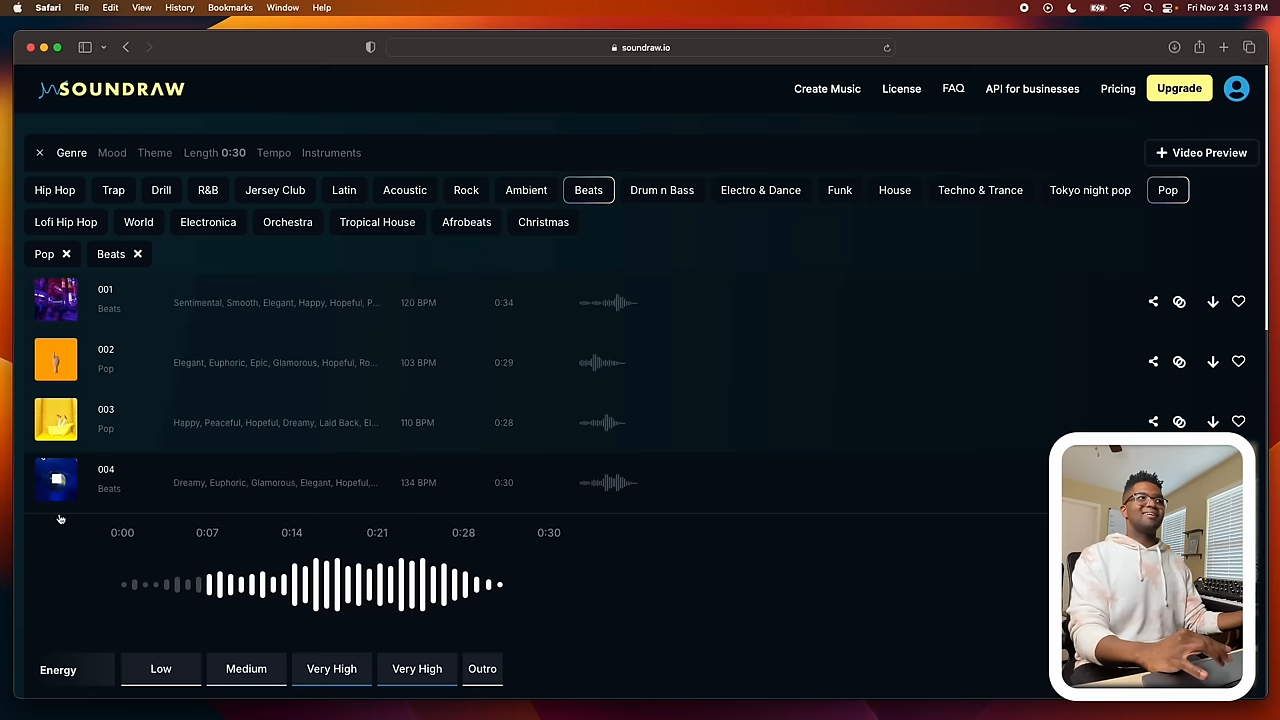 Safari File Edit View History Bookmarks Window Help Fri Nov 24 3:13 PM
soundraw.io
SOUNDRAW Create Music License FAQ API for businesses Pricing Upgrade
Genre Mood Theme Length 0:30 Tempo Instruments + Video Preview
Hip Hop Trap Drill R&B Jersey Club Latin Acoustic Rock Ambient Beats Drum n Bass Electro & Dance Funk House Techno & Trance Tokyo night pop Pop
Lofi Hip Hop World Electronica Orchestra Tropical House Afrobeats Christmas
Pop Beats
001
Beats
Sentimental, Smooth, Elegant, Happy, Hopeful, P... 120 BPM 0:34
002
Pop
Elegant, Euphoric, Epic, Glamorous, Hopeful, Ro... 103 BPM 0:29
003
Pop
Happy, Peaceful, Hopeful, Dreamy, Laid Back, El... 110 BPM 0:28
004
Beats
Dreamy, Euphoric, Glamorous, Elegant, Hopeful,... 134 BPM 0:30
0:00 0:07 0:14 0:21 0:28 0:30
Energy Low Medium Very High Very High Outro